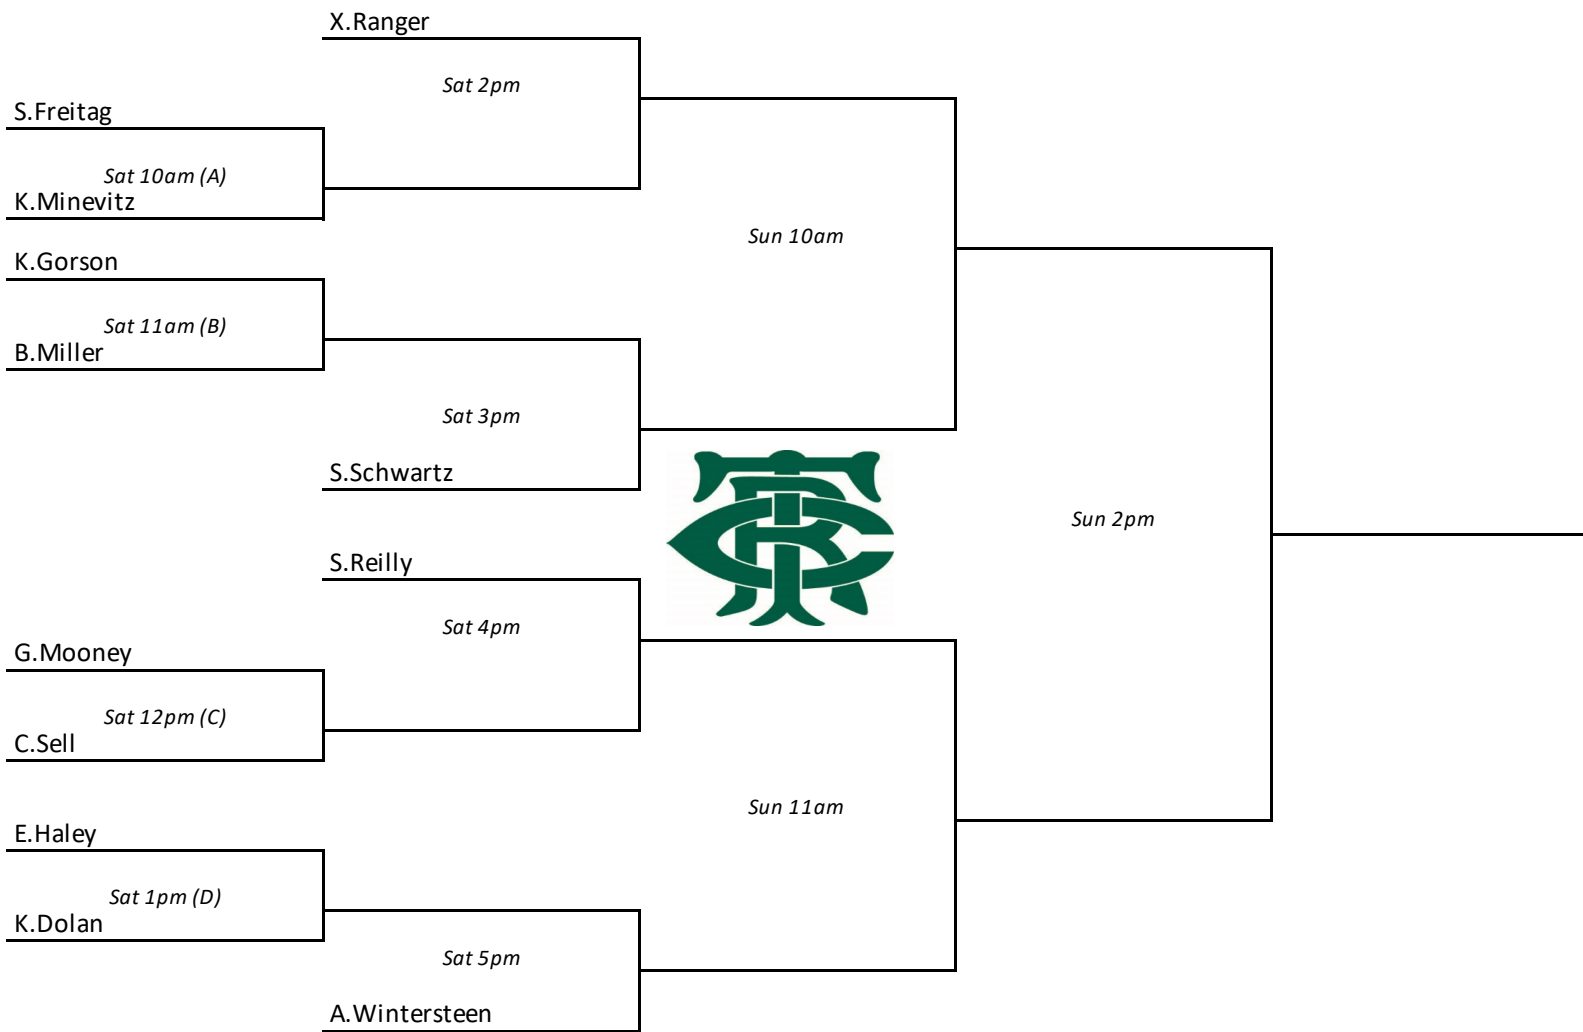 X.Ranger
Sat 2pm
S.Freitag
Sat 10am (A)
K.Minevitz
Sun 10am
K.Gorson
Sat 11am (B)
B.Miller
Sat 3pm
S.Schwartz
Sun 2pm
S.Reilly
Sat 4pm
G.Mooney
Sat 12pm (C)
C.Sell
Sun 11am
E.Haley
Sat 1pm (D)
K.Dolan
Sat 5pm
A.Wintersteen